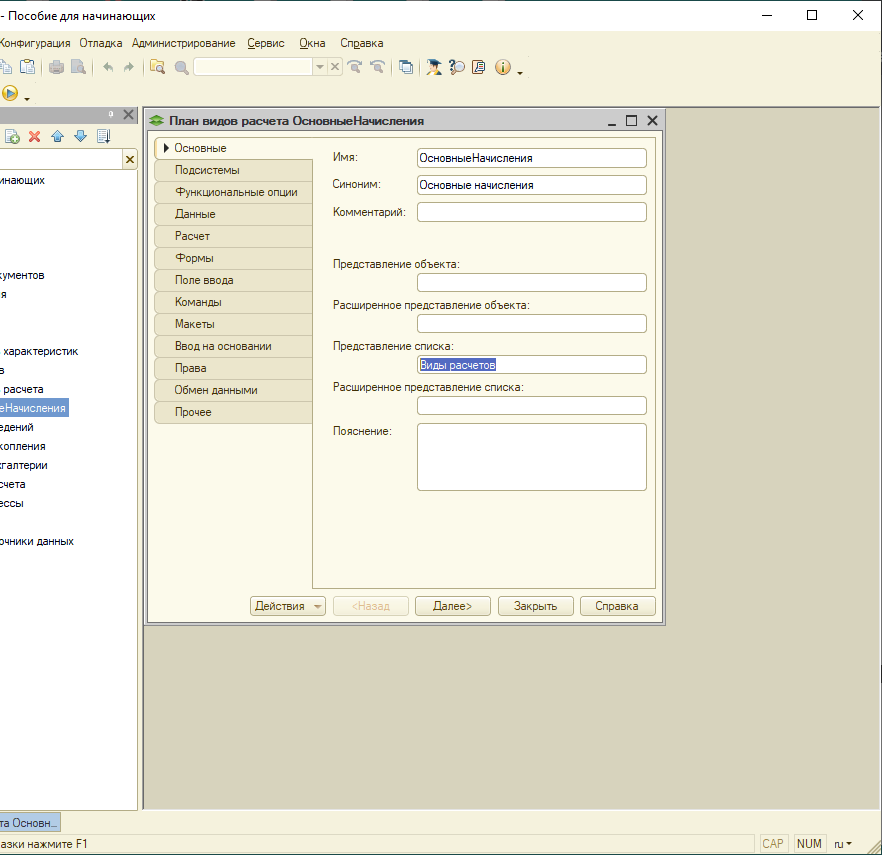 - Пособие для начинающих
Конфигурация Отладка Администрирование Сервис Окна Справка
План видов расчета ОсновныеНачисления
инающих
кументов
я
характеристик
в
расчета
еНачисления
едений
копления
хгалтерии
счета
ессы
очники данных
Основные
Подсистемы
Функциональные опции
Данные
Расчет
Формы
Поле ввода
Команды
Макеты
Ввод на основании
Права
Обмен данными
Прочее
Имя: ОсновныеНачисления
Синоним: Основные начисления
Комментарий:
Представление объекта:
Расширенное представление объекта:
Представление списка:
Виды расчетов
Расширенное представление списка:
Пояснение:
Действия <Назад Далее> Закрыть Справка
та Основн...
азки нажмите F1
CAP NUM ru